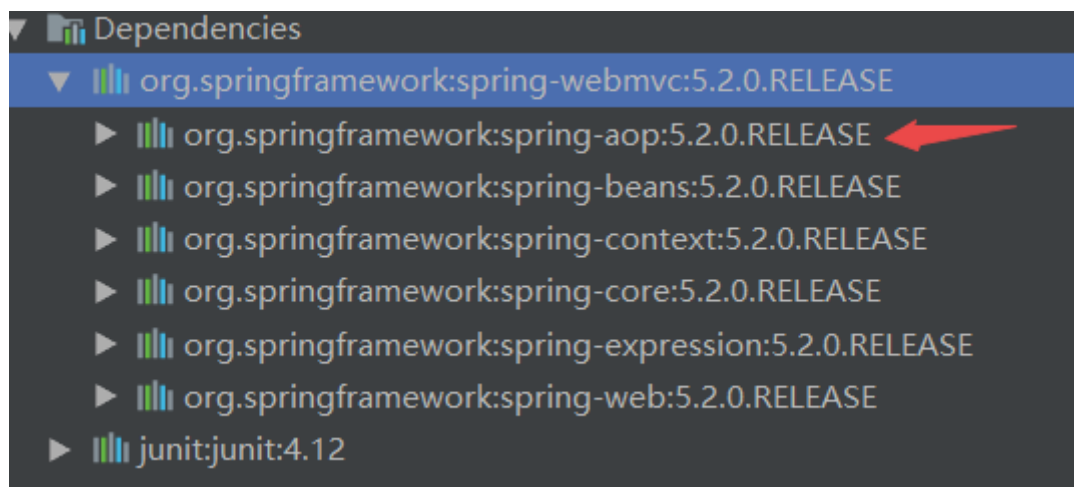 Dependencies
org.springframework:spring-webmvc:5.2.0.RELEASE
org.springframework:spring-aop:5.2.0.RELEASE
org.springframework:spring-beans:5.2.0.RELEASE
org.springframework:spring-context:5.2.0.RELEASE
org.springframework:spring-core:5.2.0.RELEASE
org.springframework:spring-expression:5.2.0.RELEASE
org.springframework:spring-web:5.2.0.RELEASE
junit:junit:4.12